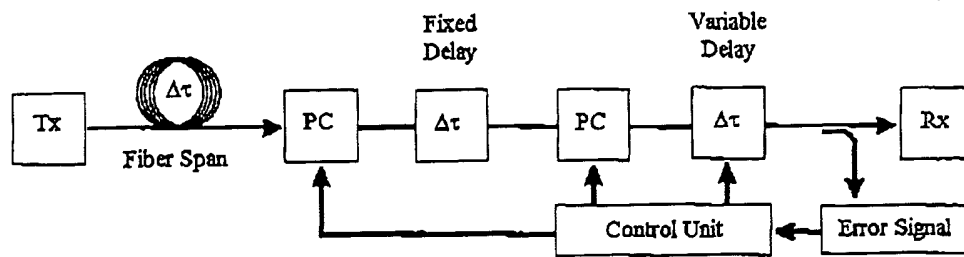 Fixed
Delay
Variable
Delay
Δτ
Tx
PC
Δτ
PC
Δτ
Rx
Fiber Span
Control Unit
Error Signal